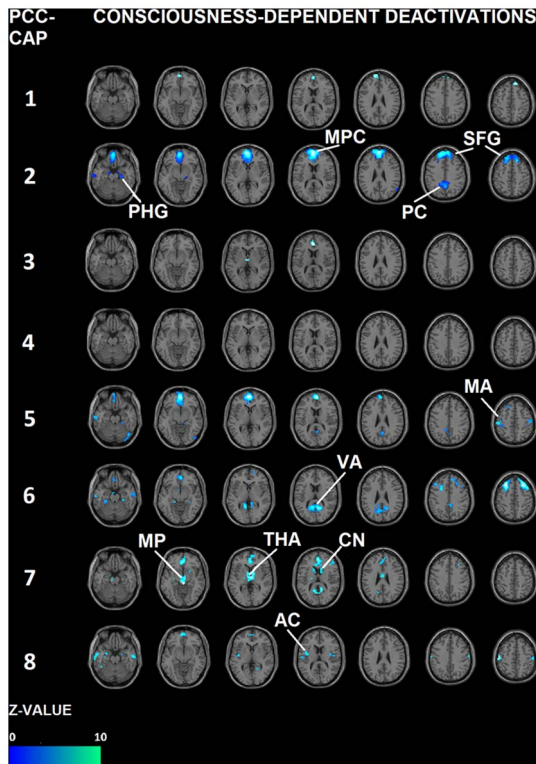 PCC-CAP CONSCIOUSNESS-DEPENDENT DEACTIVATIONS
1
MPC SFG
2
PHG PC
3
4
5 MA
6 VA
MP THA CN
7
AC
8
Z-VALUE
0 10